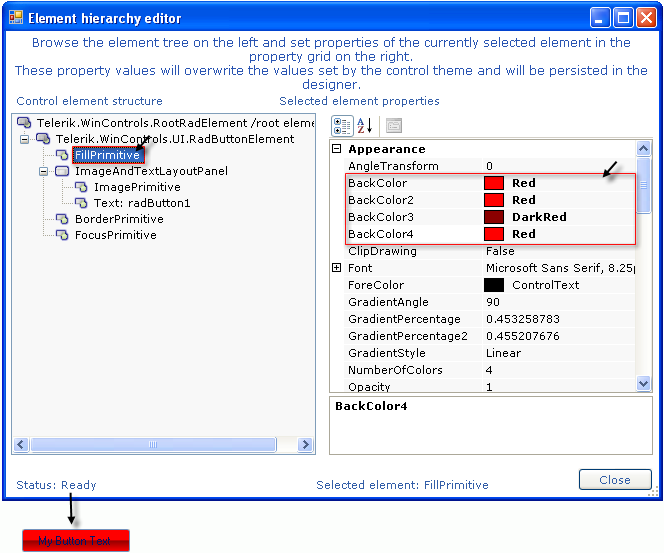 Element hierarchy editor
Browse the element tree on the left and set properties of the currently selected element in the
property grid on the right.
These property values will overwrite the values set by the control theme and will be persisted in the
designer.
Control element structure
Selected element properties
Telerik.WinControls.RootRadElement /root eleme
Telerik.WinControls.UI.RadButtonElement
FillPrimitive
ImageAndTextLayoutPanel
ImagePrimitive
Text: radButton1
BorderPrimitive
FocusPrimitive
Appearance
AngleTransform 0
BackColor Red
BackColor2 Red
BackColor3 DarkRed
BackColor4 Red
ClipDrawing False
Font Microsoft Sans Serif, 8.25p
ForeColor ControlText
GradientAngle 90
GradientPercentage 0.453258783
GradientPercentage2 0.455207676
GradientStyle Linear
NumberOfColors 4
Opacity 1
BackColor4
Close
Status: Ready
Selected element: FillPrimitive
My Button Text